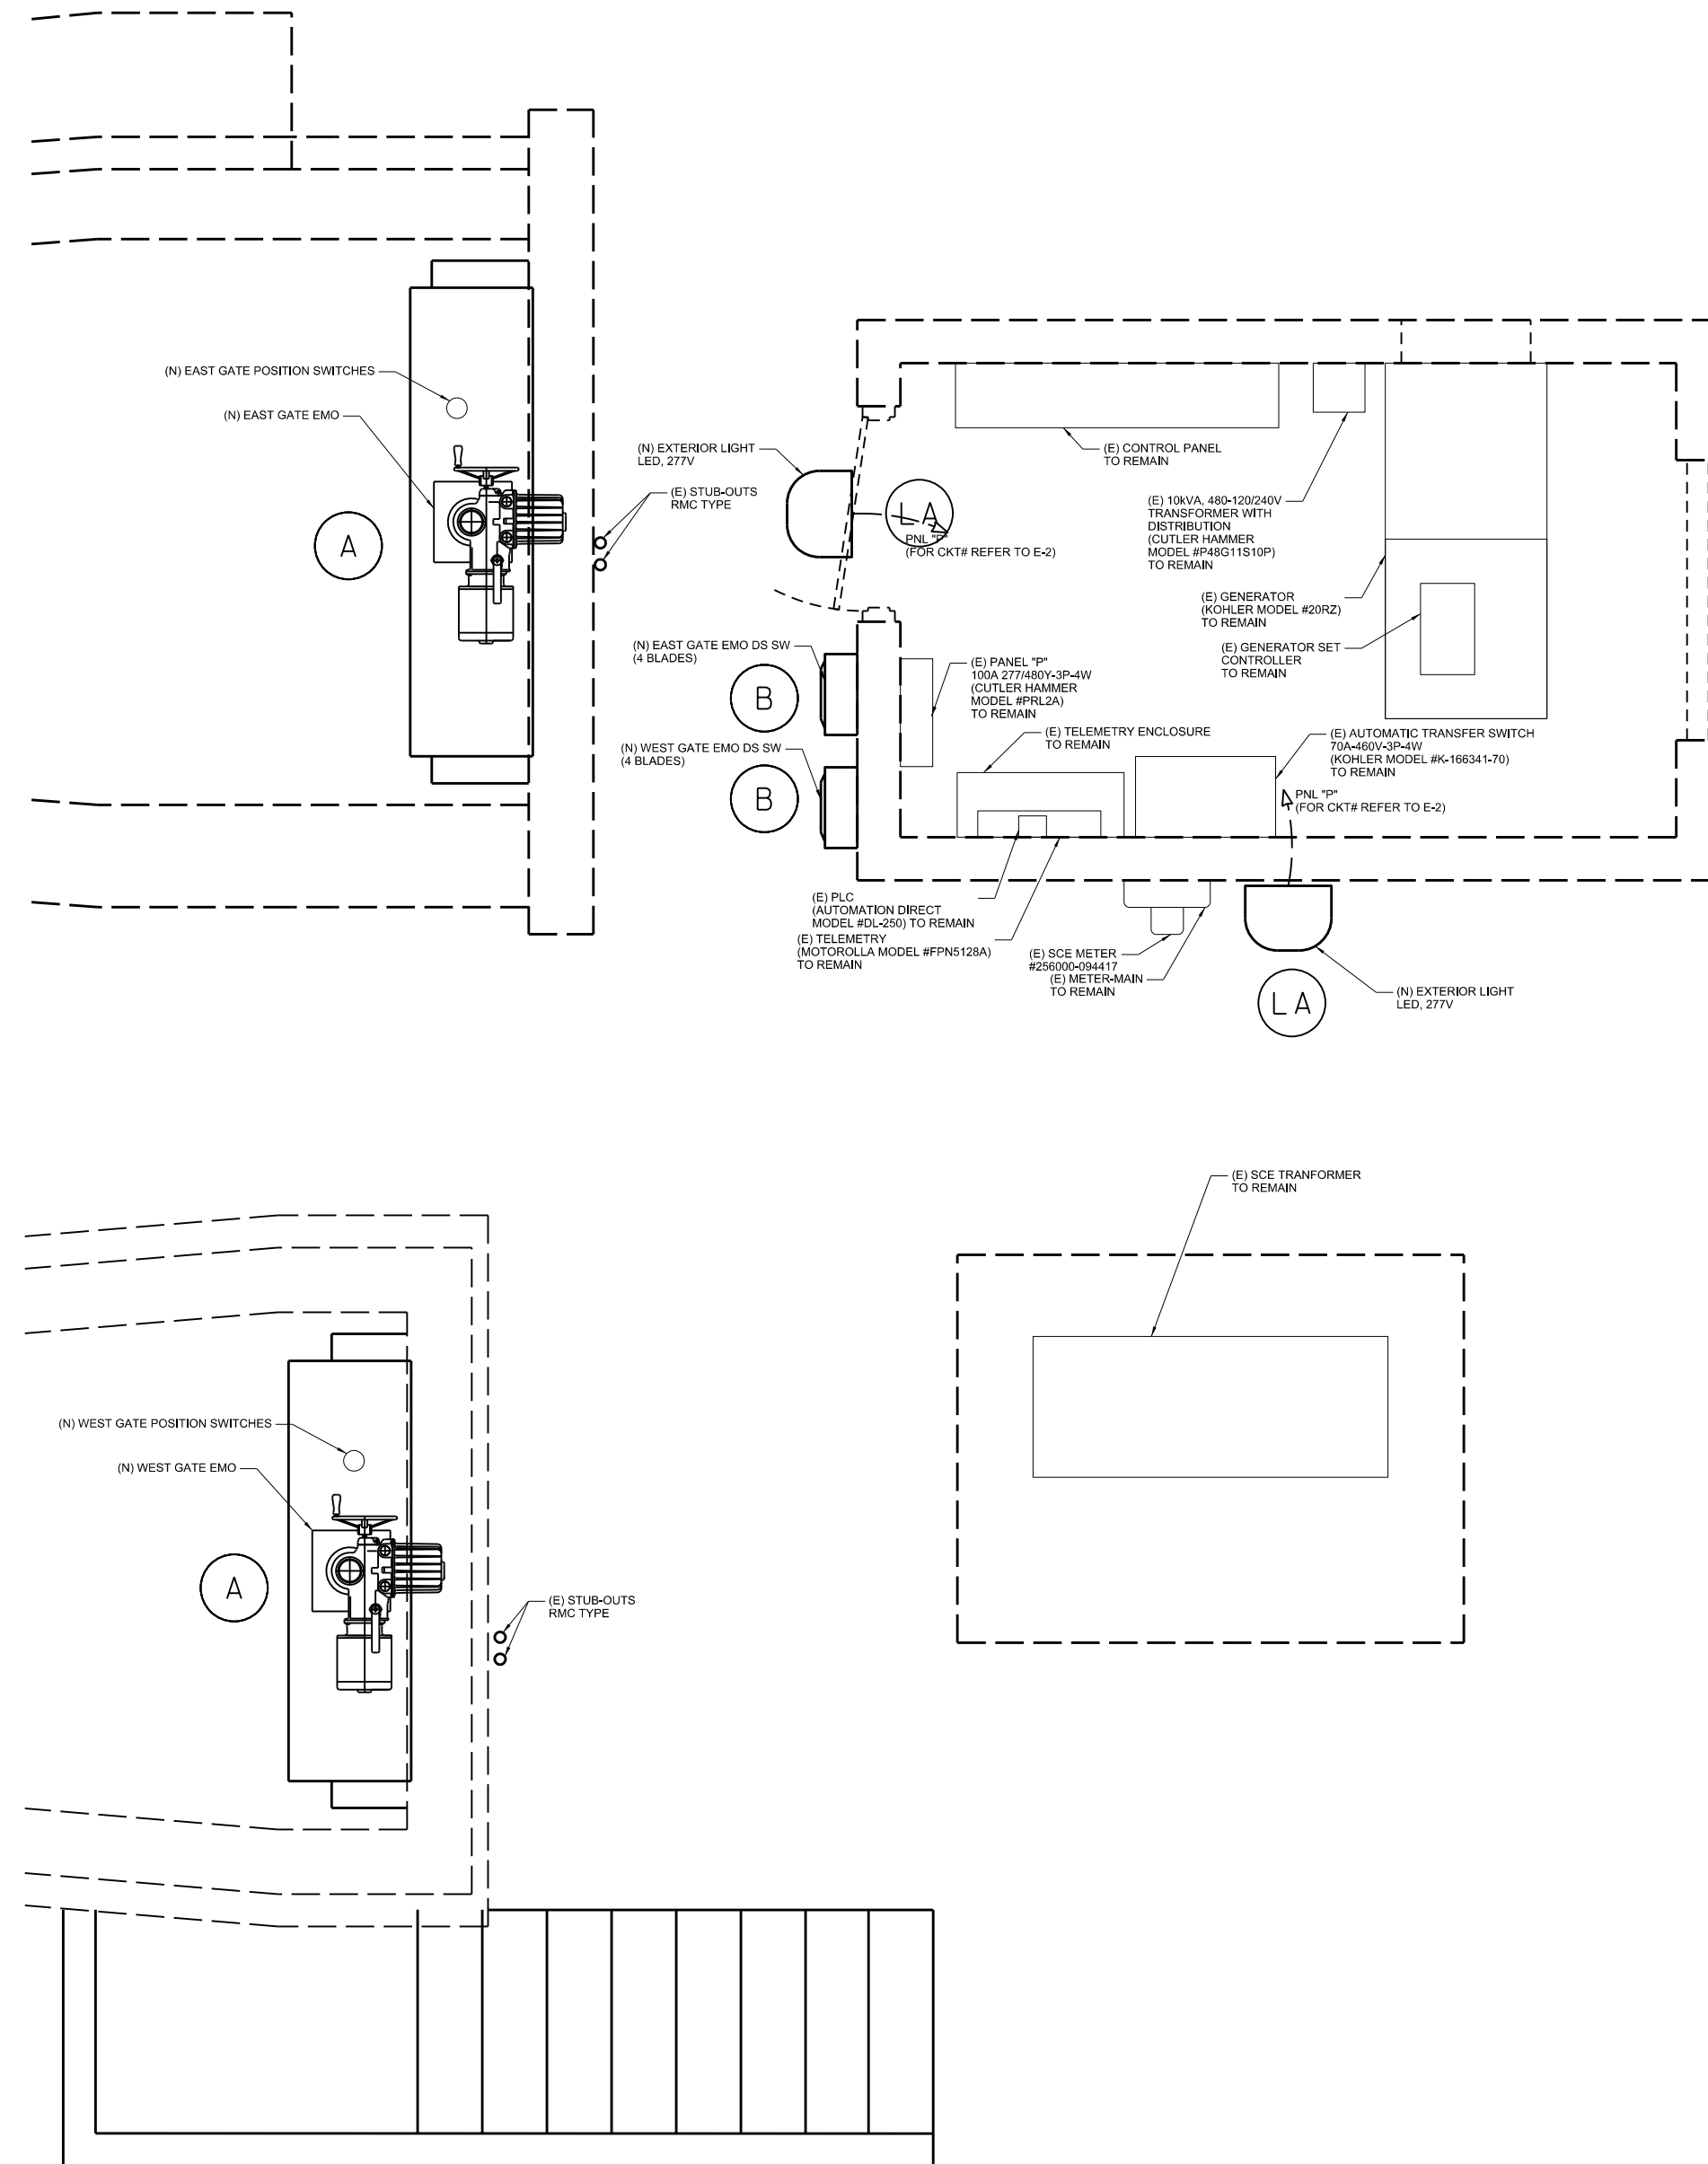 (N) EAST GATE POSITION SWITCHES
(N) EAST GATE EMO
A
(N) EXTERIOR LIGHT
LED, 277V
(E) STUB-OUTS
RMC TYPE
LA
PNL "P"
(FOR CKT# REFER TO E-2)
(E) CONTROL PANEL
TO REMAIN
(E) 10kVA, 480-120/240V
TRANSFORMER WITH
DISTRIBUTION
(CUTLER HAMMER
MODEL #P48G11S10P)
TO REMAIN
(E) GENERATOR
(KOHLER MODEL #20RZ)
TO REMAIN
(E) GENERATOR SET
CONTROLLER
TO REMAIN
(N) EAST GATE EMO DS SW
(4 BLADES)
B
(E) PANEL "P"
100A 277/480Y-3P-4W
(CUTLER HAMMER
MODEL #PRL2A)
TO REMAIN
(N) WEST GATE EMO DS SW
(4 BLADES)
B
(E) TELEMETRY ENCLOSURE
TO REMAIN
(E) AUTOMATIC TRANSFER SWITCH
70A-460V-3P-4W
(KOHLER MODEL #K-166341-70)
TO REMAIN
PNL "P"
(FOR CKT# REFER TO E-2)
(E) PLC
(AUTOMATION DIRECT
MODEL #DL-250) TO REMAIN
(E) TELEMETRY
(MOTOROLLA MODEL #FPN5128A)
TO REMAIN
(E) SCE METER
#256000-094417
(E) METER-MAIN
TO REMAIN
LA
(N) EXTERIOR LIGHT
LED, 277V
(E) SCE TRANFORMER
TO REMAIN
(N) WEST GATE POSITION SWITCHES
(N) WEST GATE EMO
A
(E) STUB-OUTS
RMC TYPE